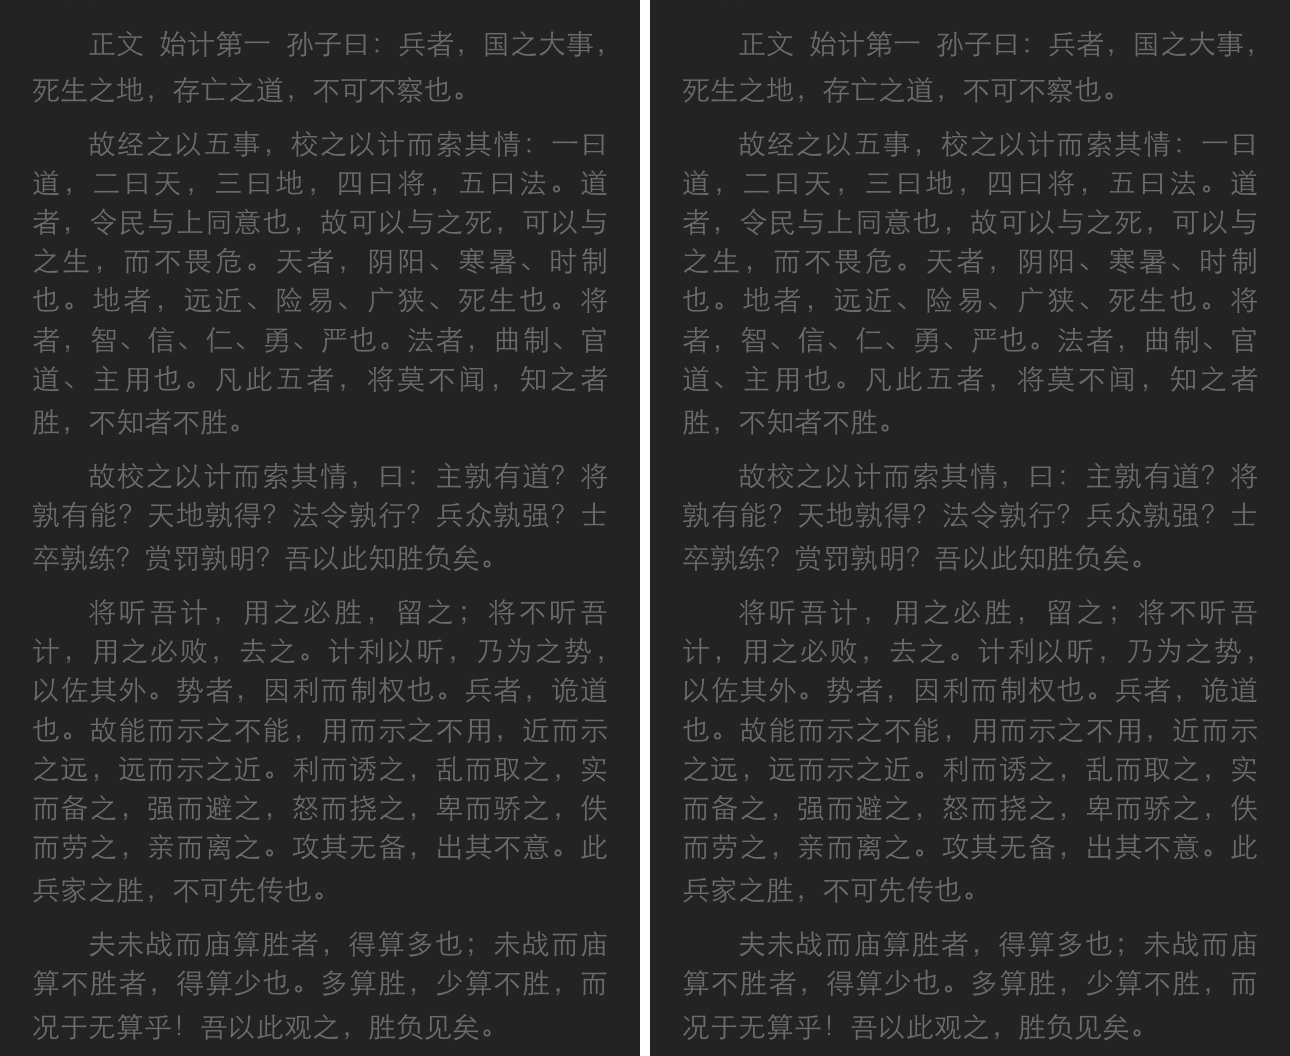 正文 始计第一 孙子曰：兵者，国之大事，
死生之地，存亡之道，不可不察也。
故经之以五事，校之以计而索其情：一曰
道，二曰天，三曰地，四曰将，五曰法。道
者，令民与上同意也，故可以与之死，可以与
之生，而不畏危。天者，阴阳、寒暑、时制
也。地者，远近、险易、广狭、死生也。将
者，智、信、仁、勇、严也。法者，曲制、官
道、主用也。凡此五者，将莫不闻，知之者
胜，不知者不胜。
故校之以计而索其情，曰：主孰有道？将
孰有能？天地孰得？法令孰行？兵众孰强？士
卒孰练？赏罚孰明？吾以此知胜负矣。
将听吾计，用之必胜，留之；将不听吾
计，用之必败，去之。计利以听，乃为之势，
以佐其外。势者，因利而制权也。兵者，诡道
也。故能而示之不能，用而示之不用，近而示
之远，远而示之近。利而诱之，乱而取之，实
而备之，强而避之，怒而挠之，卑而骄之，佚
而劳之，亲而离之。攻其无备，出其不意。此
兵家之胜，不可先传也。
夫未战而庙算胜者，得算多也；未战而庙
算不胜者，得算少也。多算胜，少算不胜，而
况于无算乎！吾以此观之，胜负见矣。
正文 始计第一 孙子曰：兵者，国之大事，
死生之地，存亡之道，不可不察也。
故经之以五事，校之以计而索其情：一曰
道，二曰天，三曰地，四曰将，五曰法。道
者，令民与上同意也，故可以与之死，可以与
之生，而不畏危。天者，阴阳、寒暑、时制
也。地者，远近、险易、广狭、死生也。将
者，智、信、仁、勇、严也。法者，曲制、官
道、主用也。凡此五者，将莫不闻，知之者
胜，不知者不胜。
故校之以计而索其情，曰：主孰有道？将
孰有能？天地孰得？法令孰行？兵众孰强？士
卒孰练？赏罚孰明？吾以此知胜负矣。
将听吾计，用之必胜，留之；将不听吾
计，用之必败，去之。计利以听，乃为之势，
以佐其外。势者，因利而制权也。兵者，诡道
也。故能而示之不能，用而示之不用，近而示
之远，远而示之近。利而诱之，乱而取之，实
而备之，强而避之，怒而挠之，卑而骄之，佚
而劳之，亲而离之。攻其无备，出其不意。此
兵家之胜，不可先传也。
夫未战而庙算胜者，得算多也；未战而庙
算不胜者，得算少也。多算胜，少算不胜，而
况于无算乎！吾以此观之，胜负见矣。